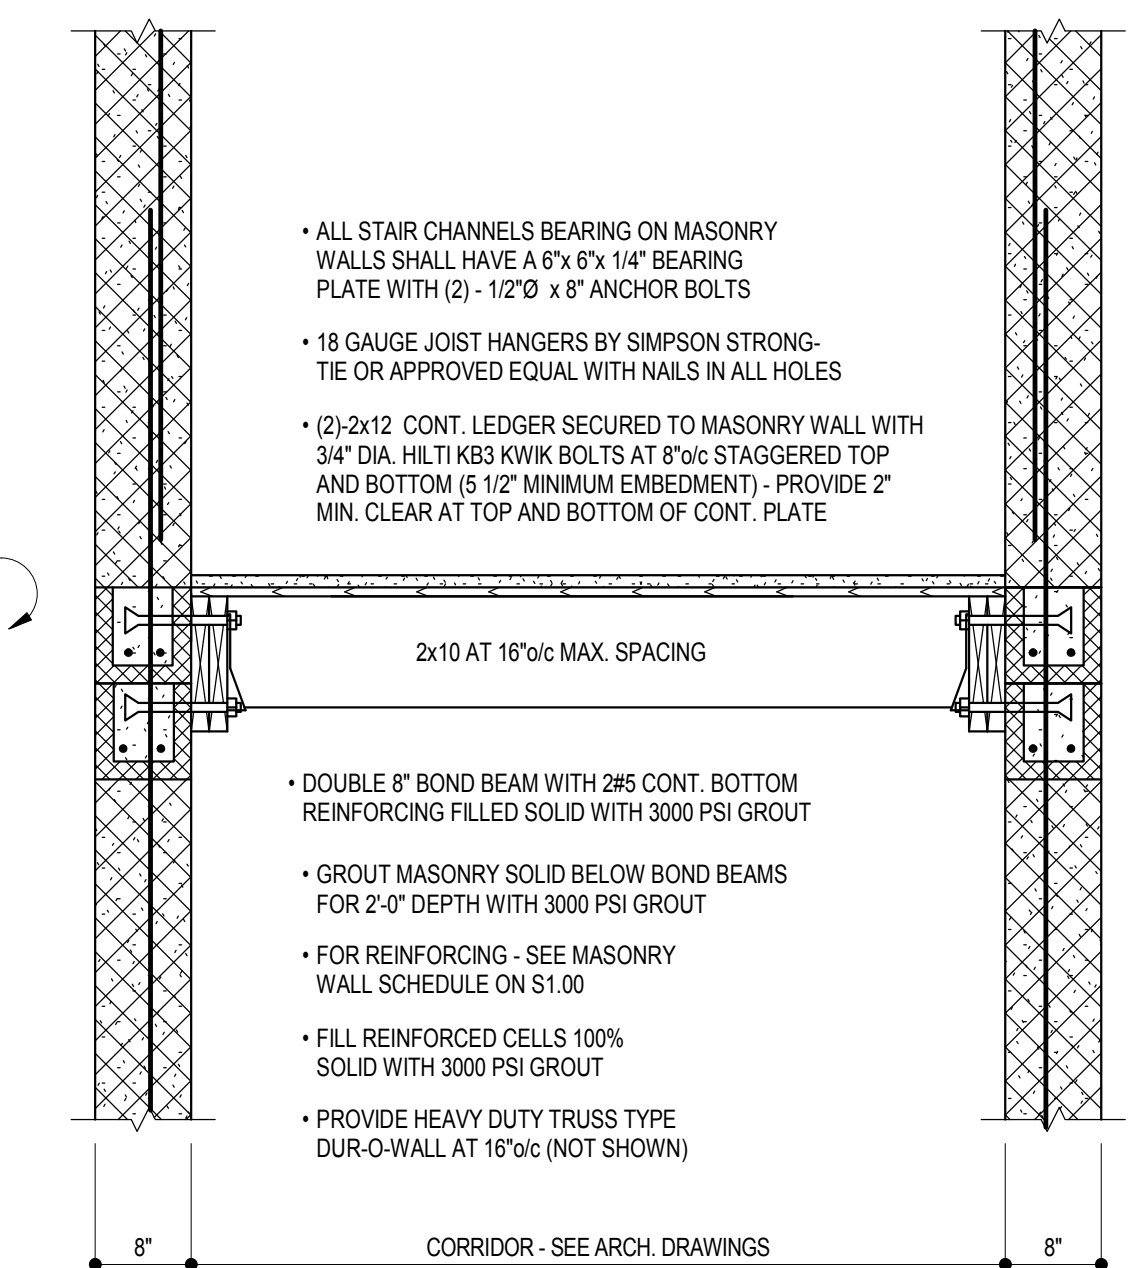 • ALL STAIR CHANNELS BEARING ON MASONRY
WALLS SHALL HAVE A 6"x 6"x 1/4" BEARING
PLATE WITH (2) - 1/2"Ø x 8" ANCHOR BOLTS
• 18 GAUGE JOIST HANGERS BY SIMPSON STRONG-
TIE OR APPROVED EQUAL WITH NAILS IN ALL HOLES
• (2)-2x12 CONT. LEDGER SECURED TO MASONRY WALL WITH
3/4" DIA. HILTI KB3 KWIK BOLTS AT 8"o/c STAGGERED TOP
AND BOTTOM (5 1/2" MINIMUM EMBEDMENT) - PROVIDE 2"
MIN. CLEAR AT TOP AND BOTTOM OF CONT. PLATE
2x10 AT 16"o/c MAX. SPACING
• DOUBLE 8" BOND BEAM WITH 2#5 CONT. BOTTOM
REINFORCING FILLED SOLID WITH 3000 PSI GROUT
• GROUT MASONRY SOLID BELOW BOND BEAMS
FOR 2'-0" DEPTH WITH 3000 PSI GROUT
• FOR REINFORCING - SEE MASONRY
WALL SCHEDULE ON S1.00
• FILL REINFORCED CELLS 100%
SOLID WITH 3000 PSI GROUT
• PROVIDE HEAVY DUTY TRUSS TYPE
DUR-O-WALL AT 16"o/c (NOT SHOWN)
8" CORRIDOR - SEE ARCH. DRAWINGS 8"